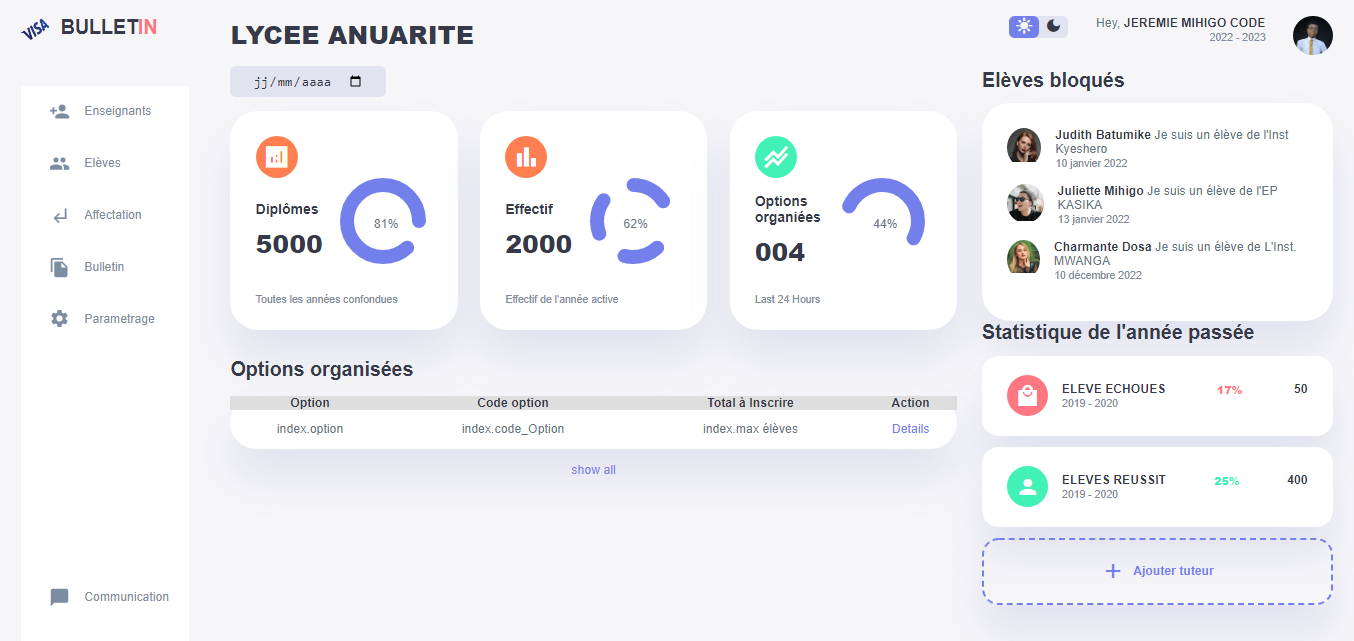 VISA BULLETIN
Enseignants
Elèves
Affectation
Bulletin
Parametrage
Communication
LYCEE ANUARITE
jj/mm/aaaa
Diplômes
5000
81%
Toutes les années confondues
Effectif
2000
62%
Effectif de l'année active
Options
organiées
004
44%
Last 24 Hours
Options organisées
Option Code option Total à Inscrire Action
index.option index.code_Option index.max élèves Details
show all
Hey, JEREMIE MIHIGO CODE
2022 - 2023
Elèves bloqués
Judith Batumike Je suis un élève de l'Inst
Kyeshero
10 janvier 2022
Juliette Mihigo Je suis un élève de l'EP
KASIKA
13 janvier 2022
Charmante Dosa Je suis un élève de L'Inst.
MWANGA
10 décembre 2022
Statistique de l'année passée
ELEVE ECHOUES 17% 50
2019 - 2020
ELEVES REUSSIT 25% 400
2019 - 2020
+ Ajouter tuteur